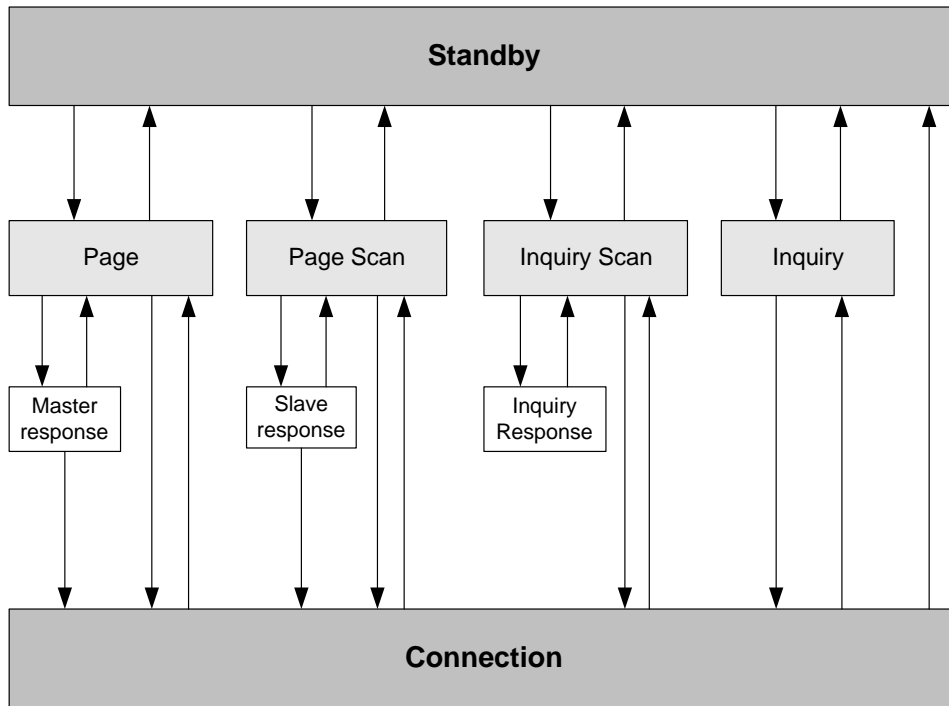 Standby
Page
Page Scan
Inquiry Scan
Inquiry
Master
response
Slave
response
Inquiry
Response
Connection